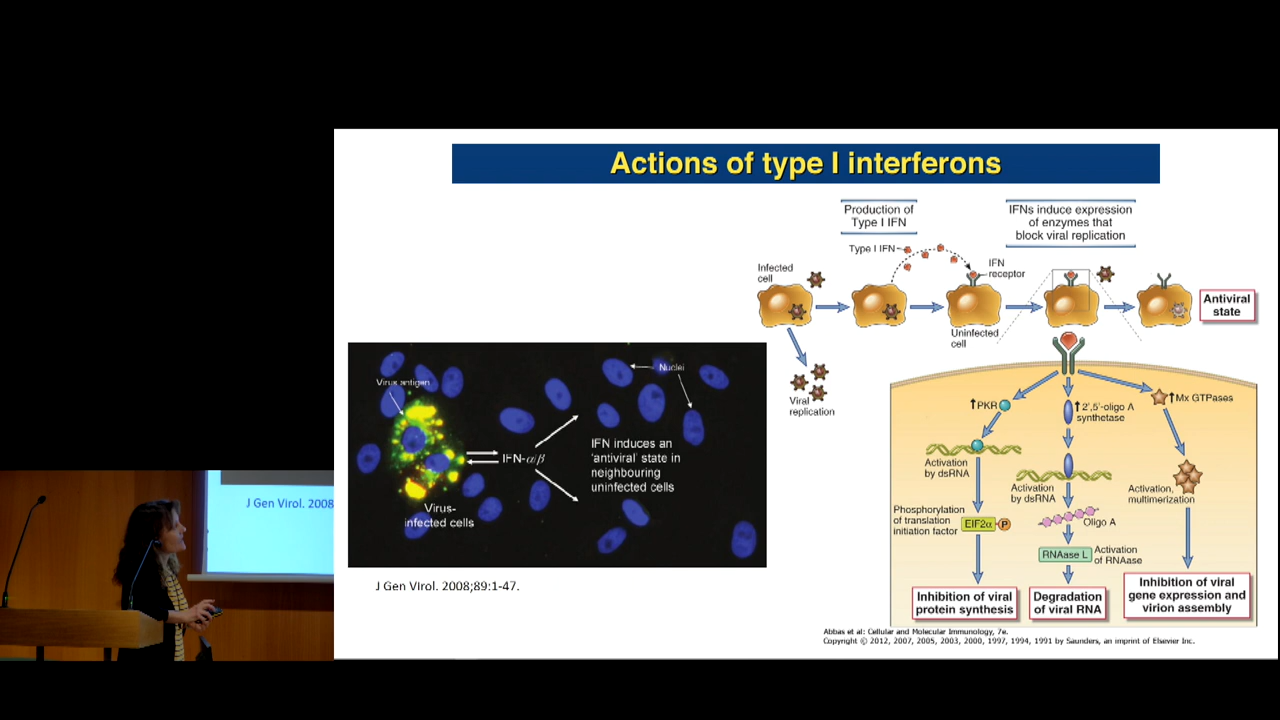 Actions of type I interferons
Production of
Type I IFN
IFNs induce expression
of enzymes that
block viral replication
Type I IFN
Infected
cell
IFN
receptor
Uninfected
cell
Antiviral
state
Viral
replication
Virus antigen
Nuclei
IFN-α/β
IFN induces an
'antiviral' state in
neighbouring
uninfected cells
Virus-
infected cells
J Gen Virol. 2008;89:1-47.
↑PKR
↑2',5'-oligo A
synthetase
↑Mx GTPases
Activation
by dsRNA
Activation
by dsRNA
Activation,
multimerization
Phosphorylation
of translation
initiation factor
EIF2α P
Oligo A
RNAase L
Activation
of RNAase
Inhibition of viral
protein synthesis
Degradation
of viral RNA
Inhibition of viral
gene expression and
virion assembly
Abbas et al: Cellular and Molecular Immunology, 7e.
Copyright © 2012, 2007, 2005, 2003, 2000, 1997, 1994, 1991 by Saunders, an imprint of Elsevier Inc.
J Gen Virol. 2008